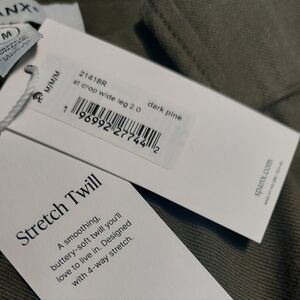 M
M/M/M
21418R
st crop wide leg 2.0
dark pine
1 96992 27744 2
spanx.com
Stretch Twill
A smoothing,
buttery-soft twill you'll
love to live in. Designed
with 4-way stretch.